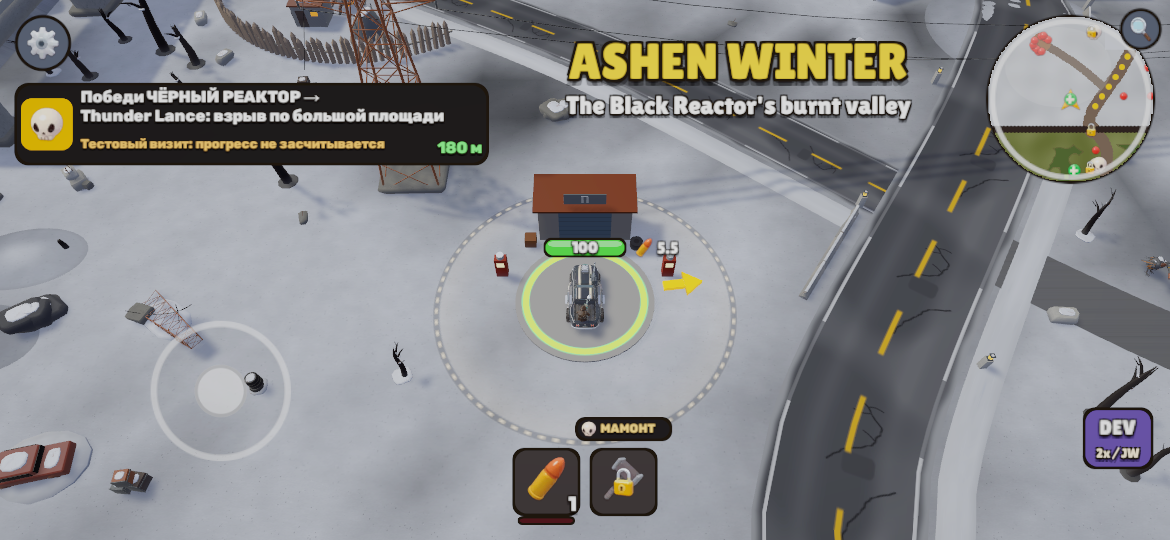 ASHEN WINTER
The Black Reactor's burnt valley
Победи ЧЁРНЫЙ РЕАКТОР →
Thunder Lance: взрыв по большой площади
Тестовый визит: прогресс не засчитывается
180 м
100
5.5
МАМОНТ
1
DEV
2x/JW